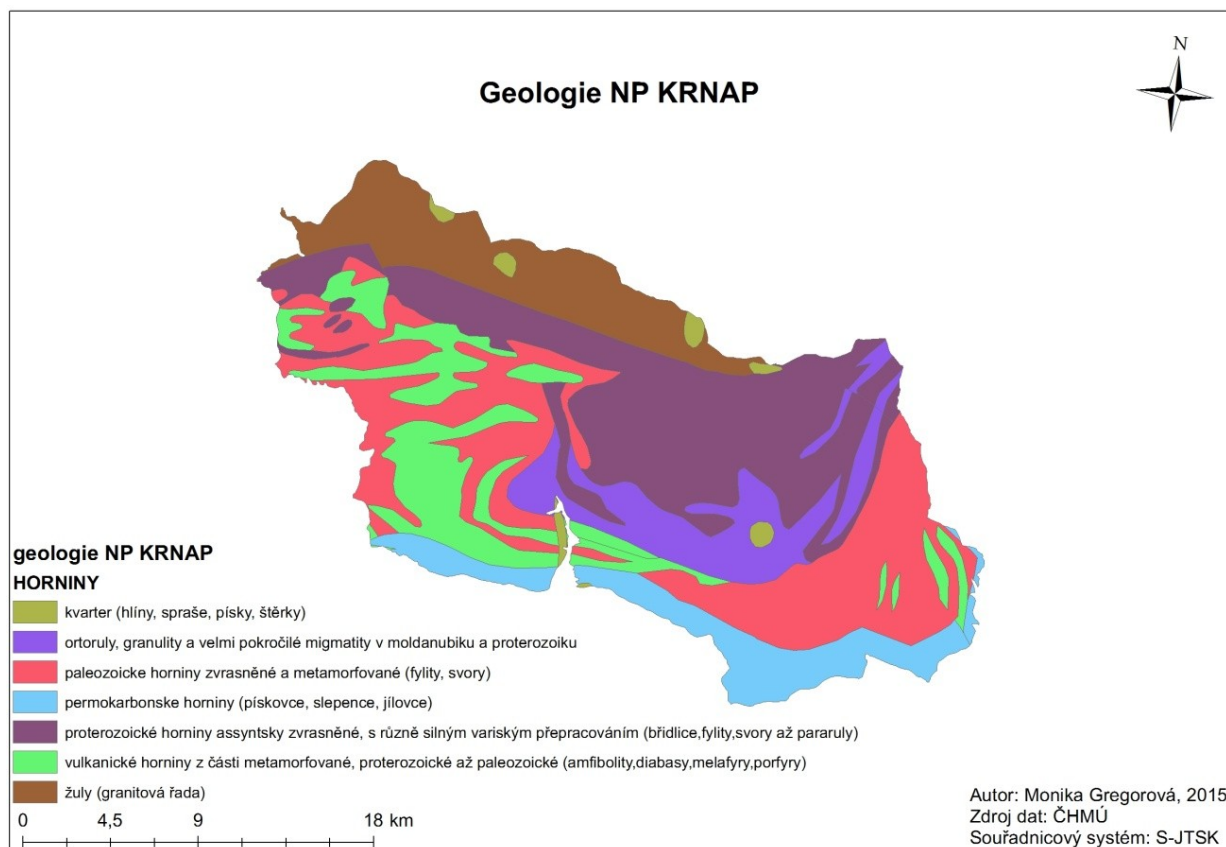 N
Geologie NP KRNAP
geologie NP KRNAP
HORNINY
kvarter (hlíny, spraše, písky, štěrky)
ortoruly, granulity a velmi pokročilé migmatity v moldanubiku a proterozoiku
paleozoicke horniny zvrasněné a metamorfované (fylity, svory)
permokarbonske horniny (pískovce, slepence, jílovce)
proterozoické horniny assyntsky zvrasněné, s různě silným variským přepracováním (břidlice,fylity,svory až pararuly)
vulkanické horniny z části metamorfované, proterozoické až paleozoické (amfibolity,diabasy,melafyry,porfyry)
žuly (granitová řada)
0 4,5 9 18 km
Autor: Monika Gregorová, 2015
Zdroj dat: ČHMÚ
Souřadnicový systém: S-JTSK